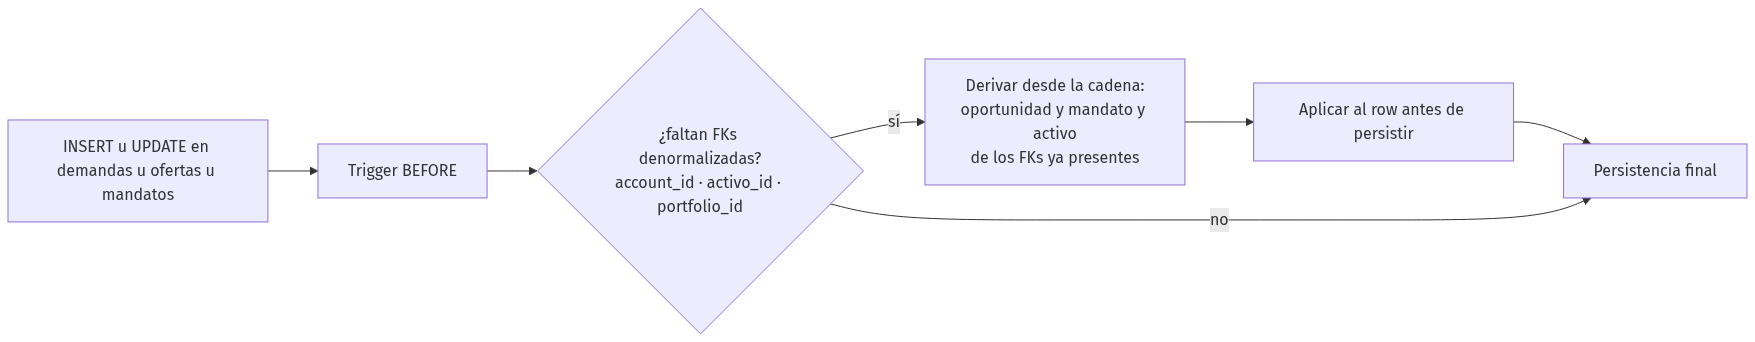 INSERT u UPDATE en
demandas u ofertas u
mandatos
Trigger BEFORE
¿faltan FKs
denormalizadas?
account_id · activo_id ·
portfolio_id
sí
Derivar desde la cadena:
oportunidad y mandato y
activo
de los FKs ya presentes
Aplicar al row antes de
persistir
no
Persistencia final